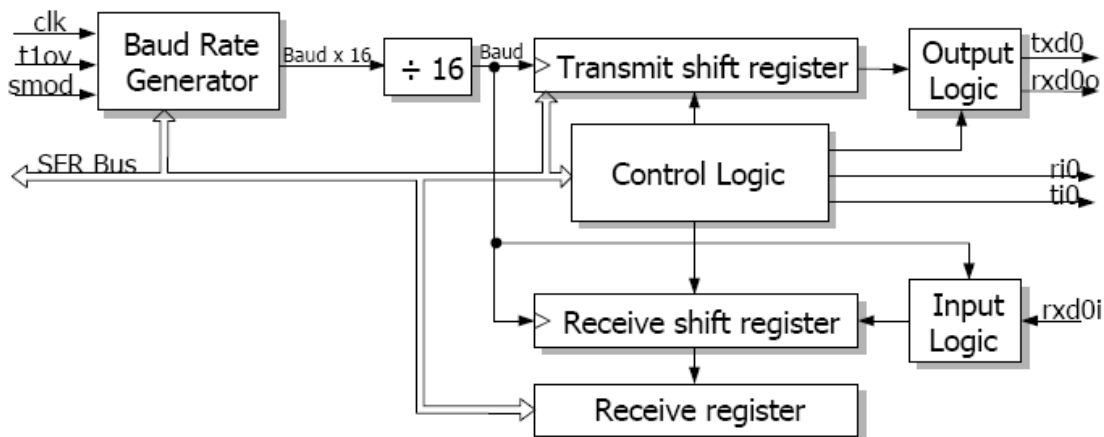 clk
t1ov
smod
Baud Rate
Generator
Baud x 16
÷ 16
Baud
Transmit shift register
Output
Logic
txd0
rxd0o
SFR Bus
Control Logic
ri0
ti0
Receive shift register
Input
Logic
rxd0i
Receive register